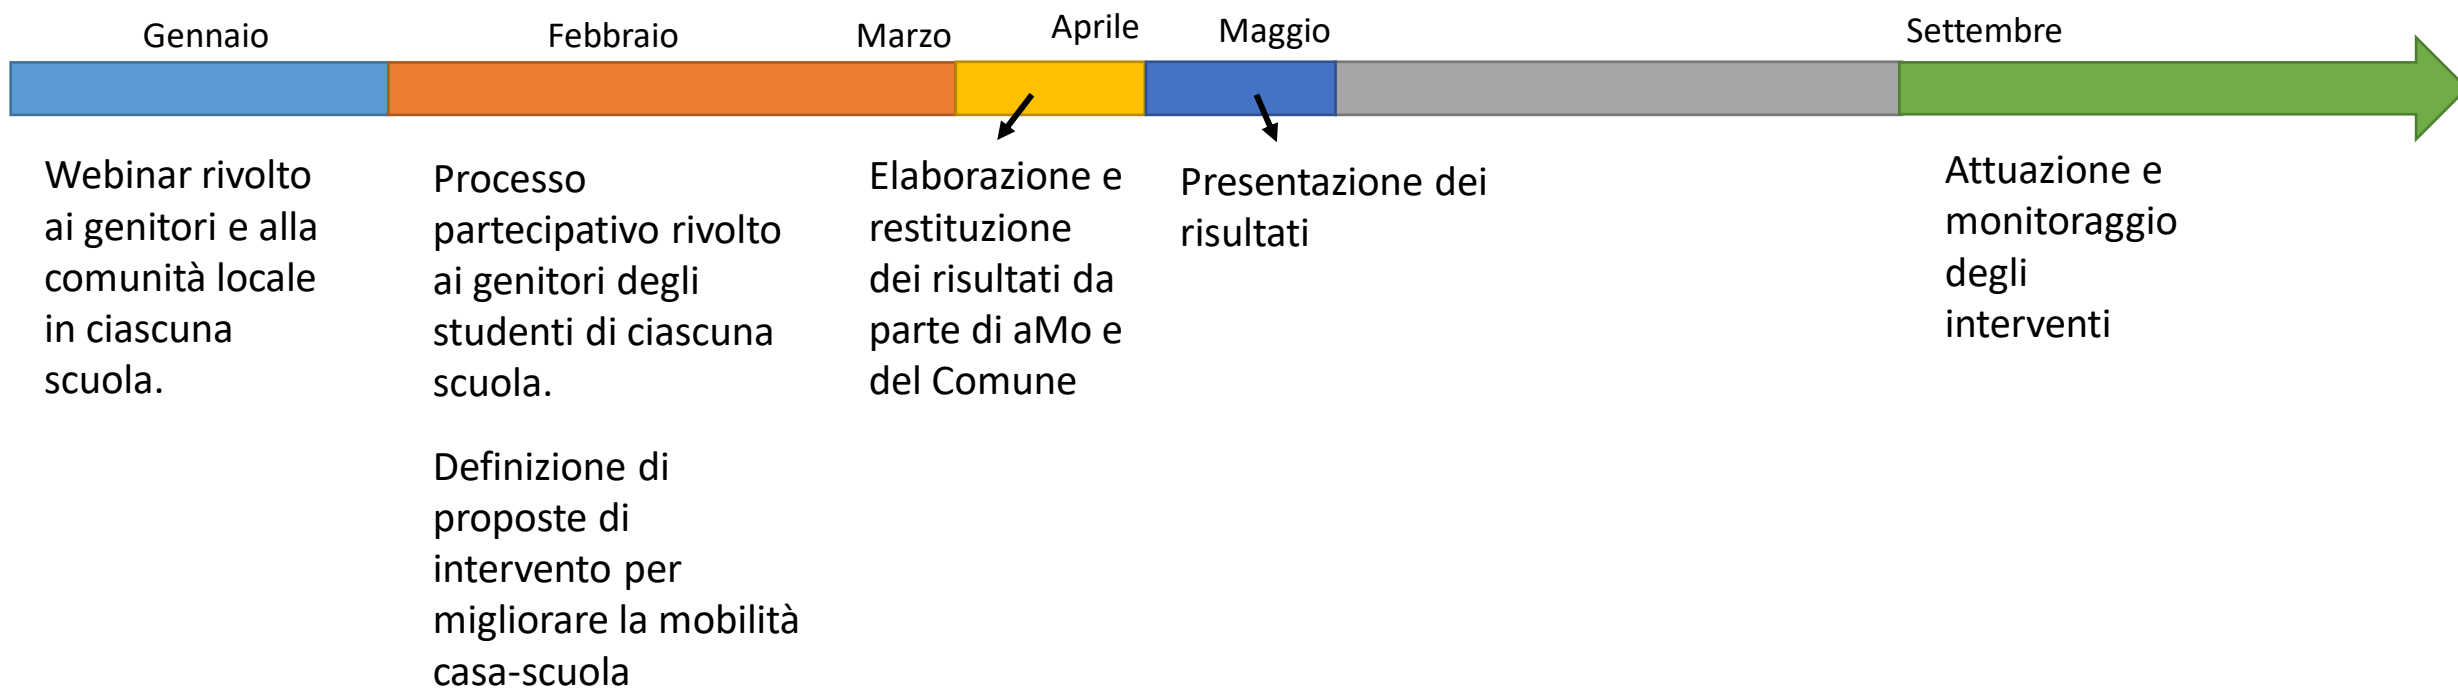 Gennaio
Febbraio
Marzo
Aprile
Maggio
Settembre
Webinar rivolto
ai genitori e alla
comunità locale
in ciascuna
scuola.
Processo
partecipativo rivolto
ai genitori degli
studenti di ciascuna
scuola.
Definizione di
proposte di
intervento per
migliorare la mobilità
casa-scuola
Elaborazione e
restituzione
dei risultati da
parte di aMo e
del Comune
Presentazione dei
risultati
Attuazione e
monitoraggio
degli
interventi